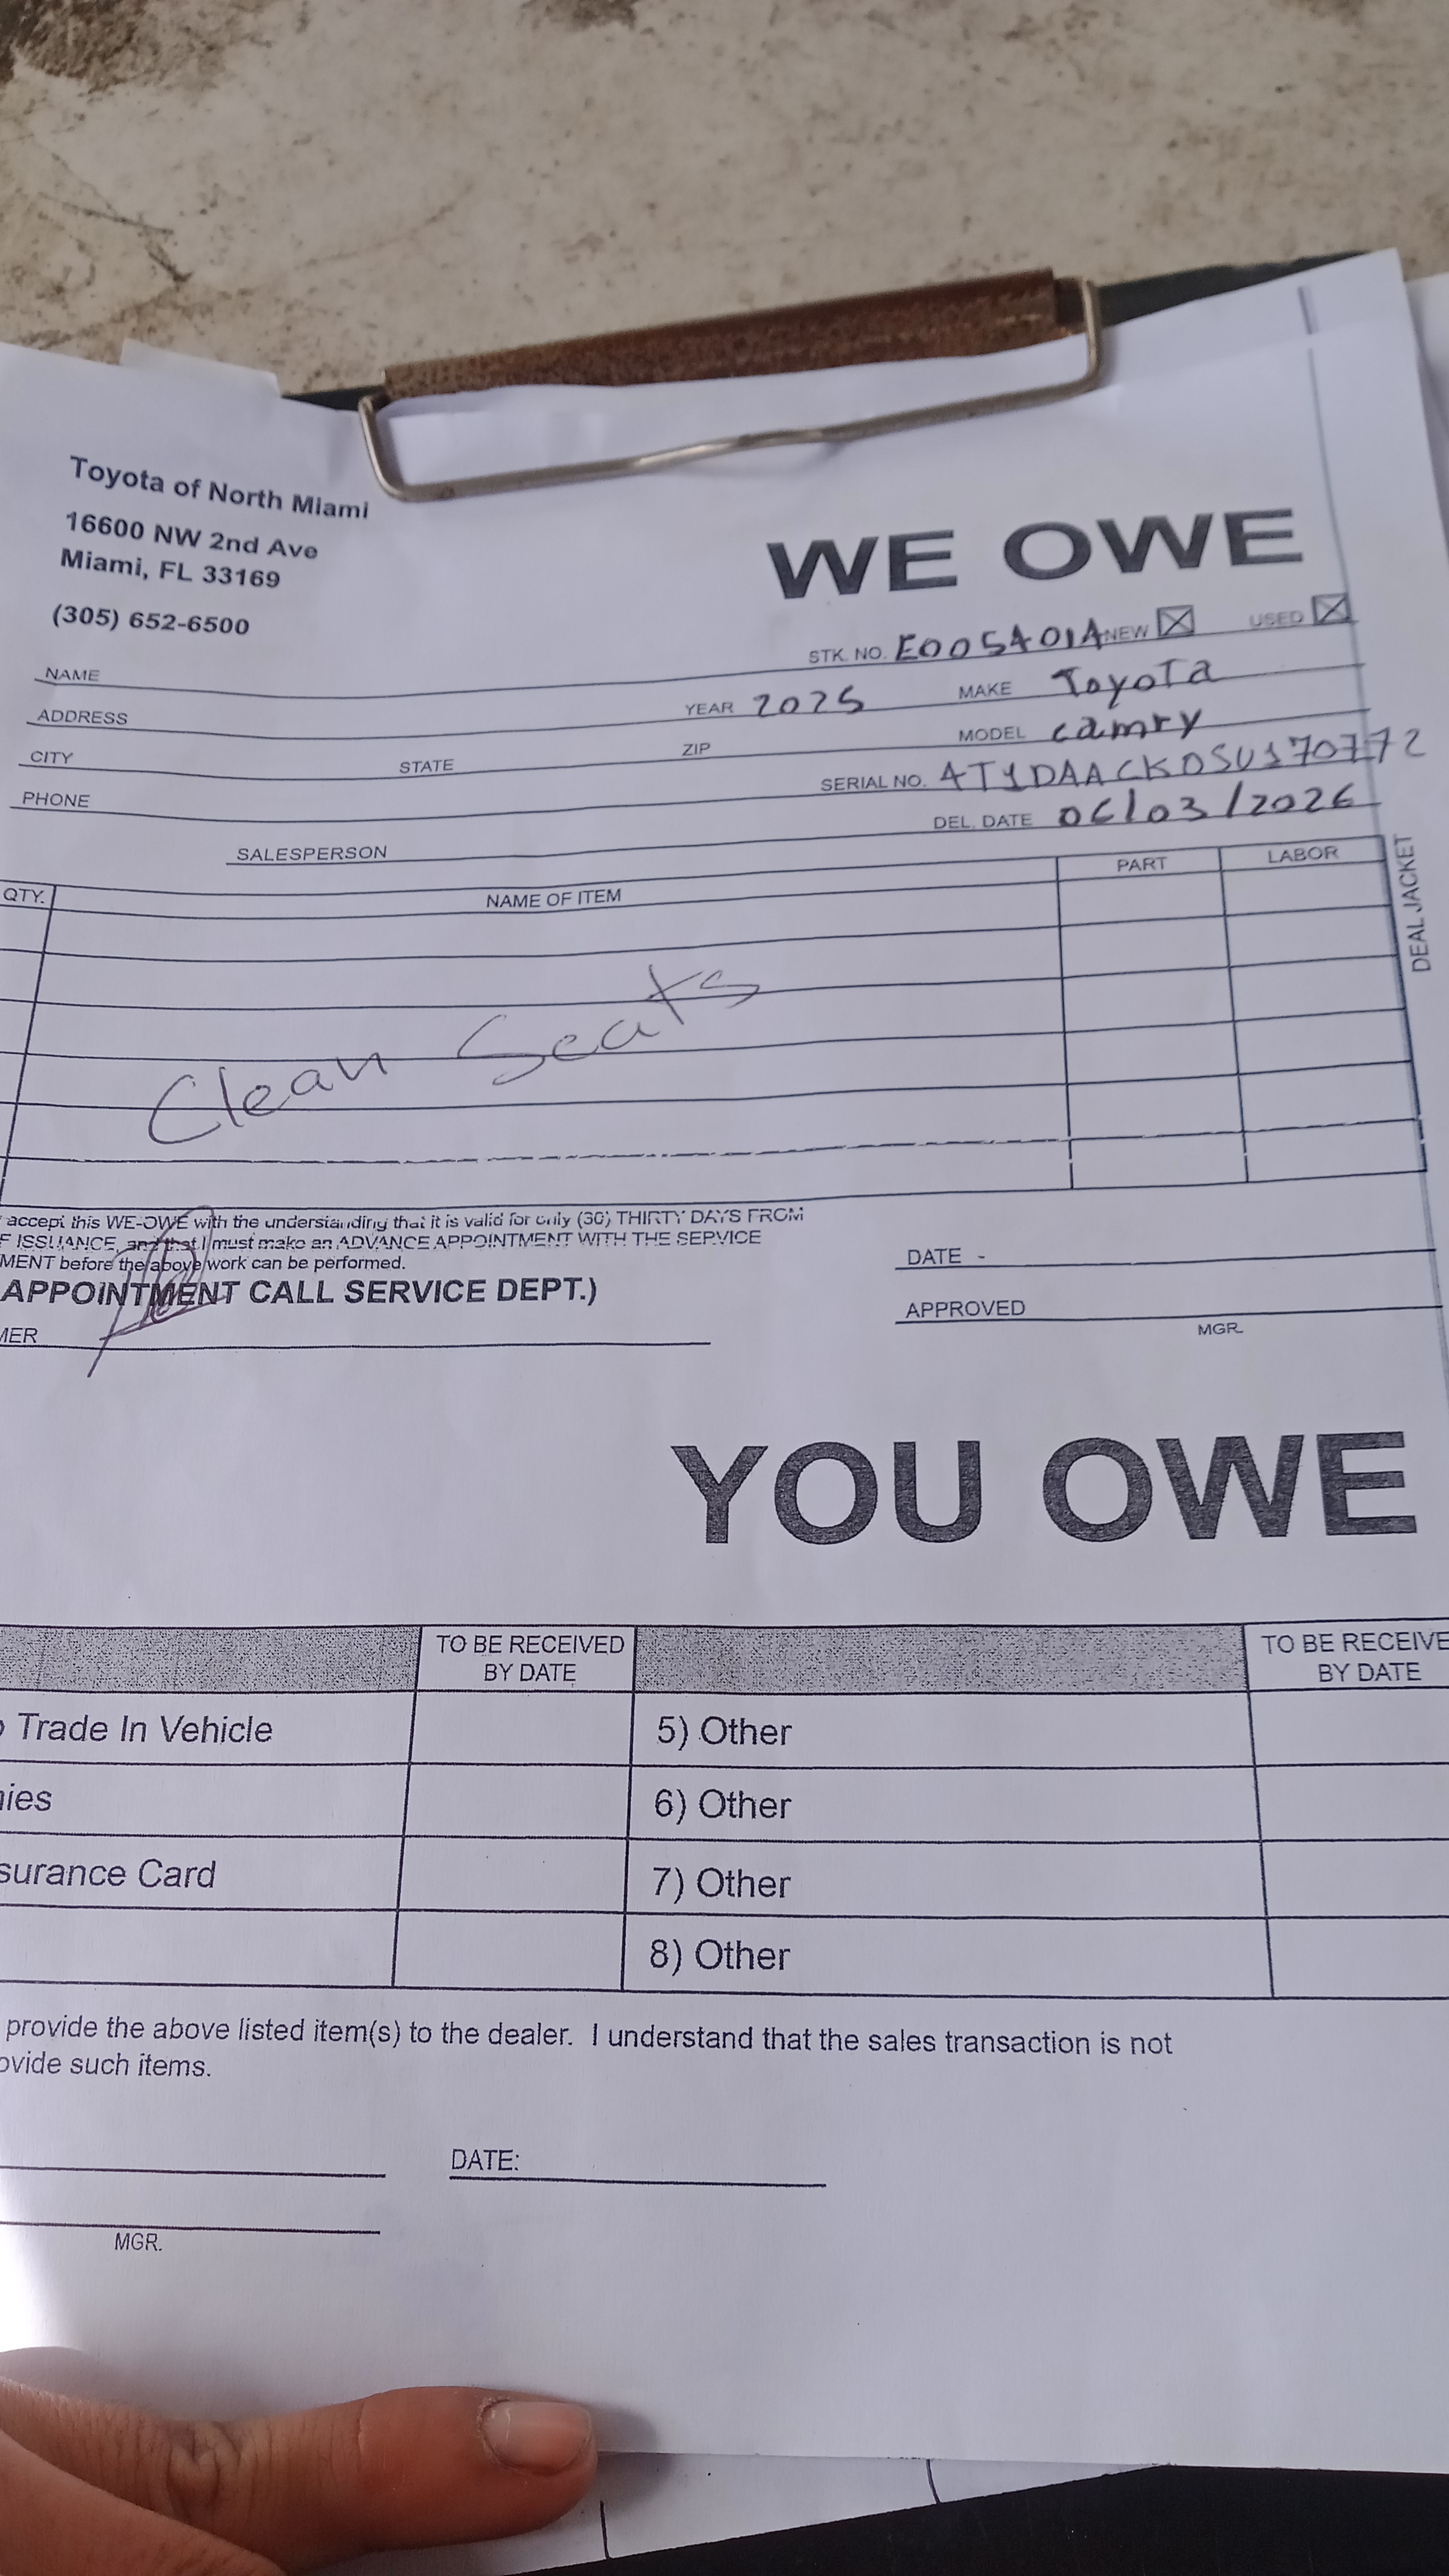 Toyota of North Miami
16600 NW 2nd Ave
Miami, FL 33169
(305) 652-6500
WE OWE
STK. NO. E005401A NEW ☒ USED ☒
NAME
YEAR 2025 MAKE Toyota
ADDRESS
MODEL camry
CITY STATE ZIP
SERIAL NO. 4T1DAACK0SU170772
PHONE
DEL. DATE 06/03/2026
SALESPERSON
QTY. NAME OF ITEM PART LABOR
DEAL JACKET
Clean Seats
accept this WE-OWE with the understanding that it is valid for only (30) THIRTY DAYS FROM
F ISSUANCE, and that I must make an ADVANCE APPOINTMENT WITH THE SERVICE
MENT before the above work can be performed.
APPOINTMENT CALL SERVICE DEPT.)
MER
DATE -
APPROVED
MGR.
YOU OWE
TO BE RECEIVED BY DATE
TO BE RECEIVE
BY DATE
Trade In Vehicle
5) Other
nies
6) Other
surance Card
7) Other
8) Other
provide the above listed item(s) to the dealer. I understand that the sales transaction is not
ovide such items.
DATE:
MGR.